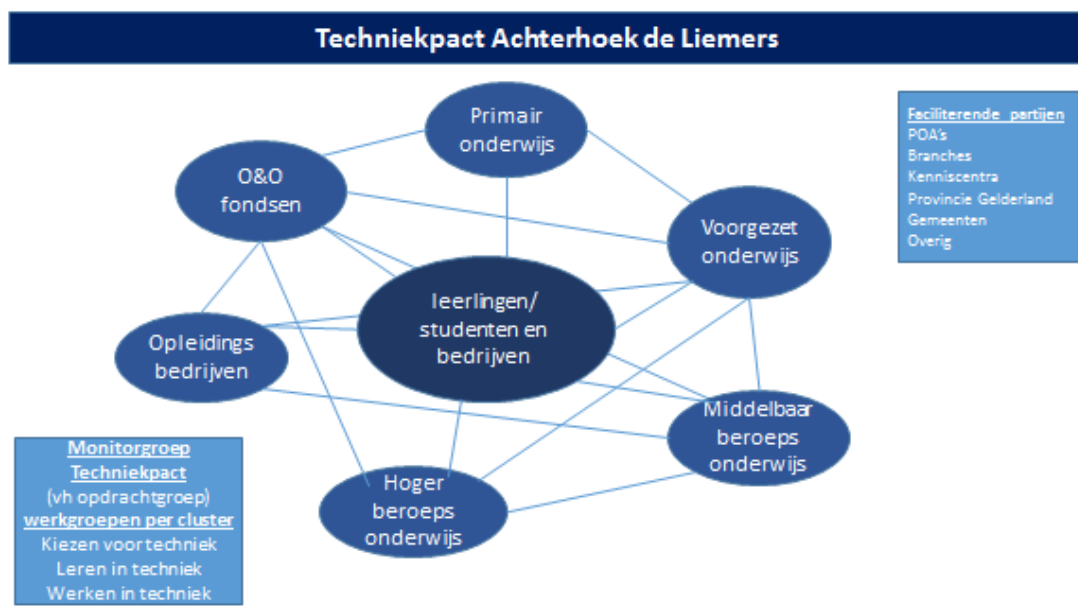 Techniekpact Achterhoek de Liemers
Primair
onderwijs
O&O
fondsen
Voorgezet
onderwijs
leerlingen/
studenten en
bedrijven
Opleidings
bedrijven
Middelbaar
beroeps
onderwijs
Hoger
beroeps
onderwijs
Faciliterende partijen
POA's
Branches
Kenniscentra
Provincie Gelderland
Gemeenten
Overig
Monitorgroep
Techniekpact
(vh opdrachtgroep)
werkgroepen per cluster
Kiezen voor techniek
Leren in techniek
Werken in techniek